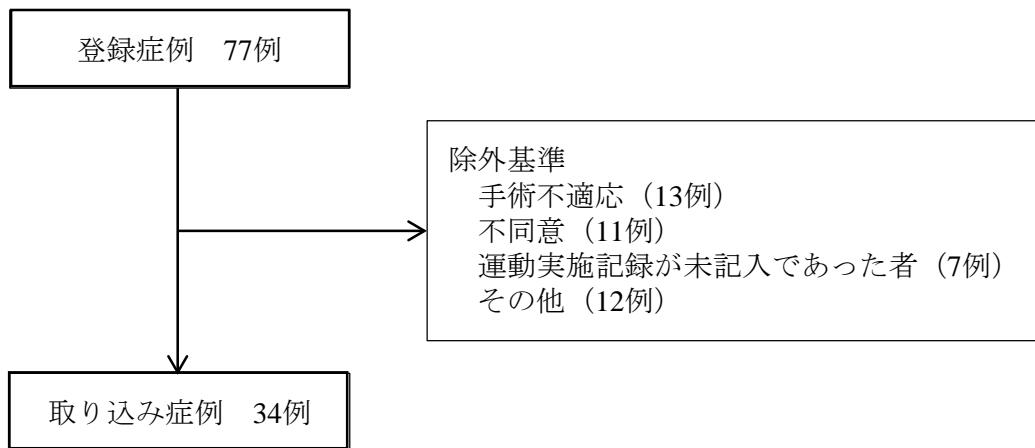 登録症例　77例
除外基準
手術不適応（13例）
不同意（11例）
運動実施記録が未記入であった者（7例）
その他（12例）
取り込み症例　34例